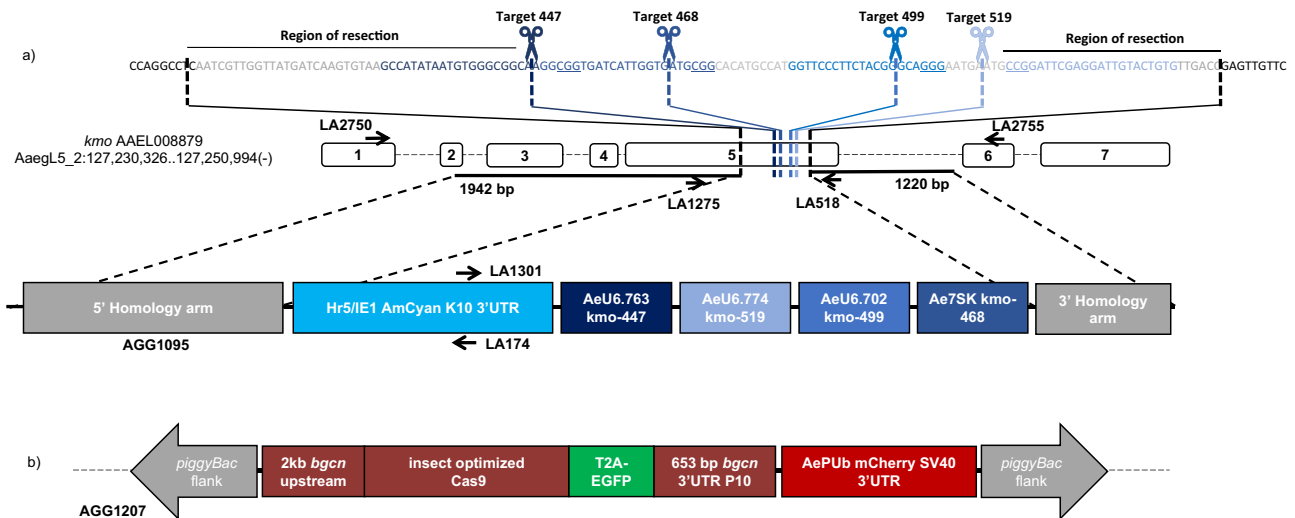 Target 447 Target 468 Target 499 Target 519
a) Region of resection Region of resection
CCAGGCCTCAATCGTTGGTTATGATCAAGTGTAAGCCATATAATGTGGGCGGCAAGGCGGTGATCATTGGTGATGCGGCACATGCCATGGTTCCCTTCTACGGGCAGGGAATGAATGCCGGATTCGAGGATTGTACTGTGTTGACCGAGTTGTTC
LA2750 LA2755
kmo AAEL008879
AaegL5_2:127,230,326..127,250,994(-)
1 2 3 4 5 6 7
1942 bp 1220 bp
LA1275 LA518
LA1301
5’ Homology arm Hr5/IE1 AmCyan K10 3’UTR AeU6.763 kmo-447 AeU6.774 kmo-519 AeU6.702 kmo-499 Ae7SK kmo-468 3’ Homology arm
AGG1095 LA174
b) piggyBac flank 2kb bgcn upstream insect optimized Cas9 T2A-EGFP 653 bp bgcn 3’UTR P10 AePUb mCherry SV40 3’UTR piggyBac flank
AGG1207